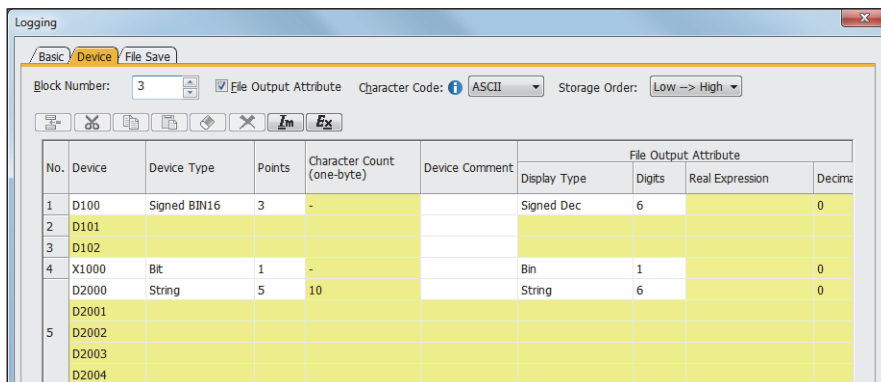 Logging
Basic Device File Save
Block Number: 3 File Output Attribute Character Code: ASCII Storage Order: Low --> High
Im Ex
No. Device Device Type Points Character Count (one-byte) Device Comment File Output Attribute
Display Type Digits Real Expression Decima
1 D100 Signed BIN16 3 - Signed Dec 6 0
2 D101
3 D102
4 X1000 Bit 1 - Bin 1 0
5 D2000 String 5 10 String 6 0
D2001
D2002
D2003
D2004